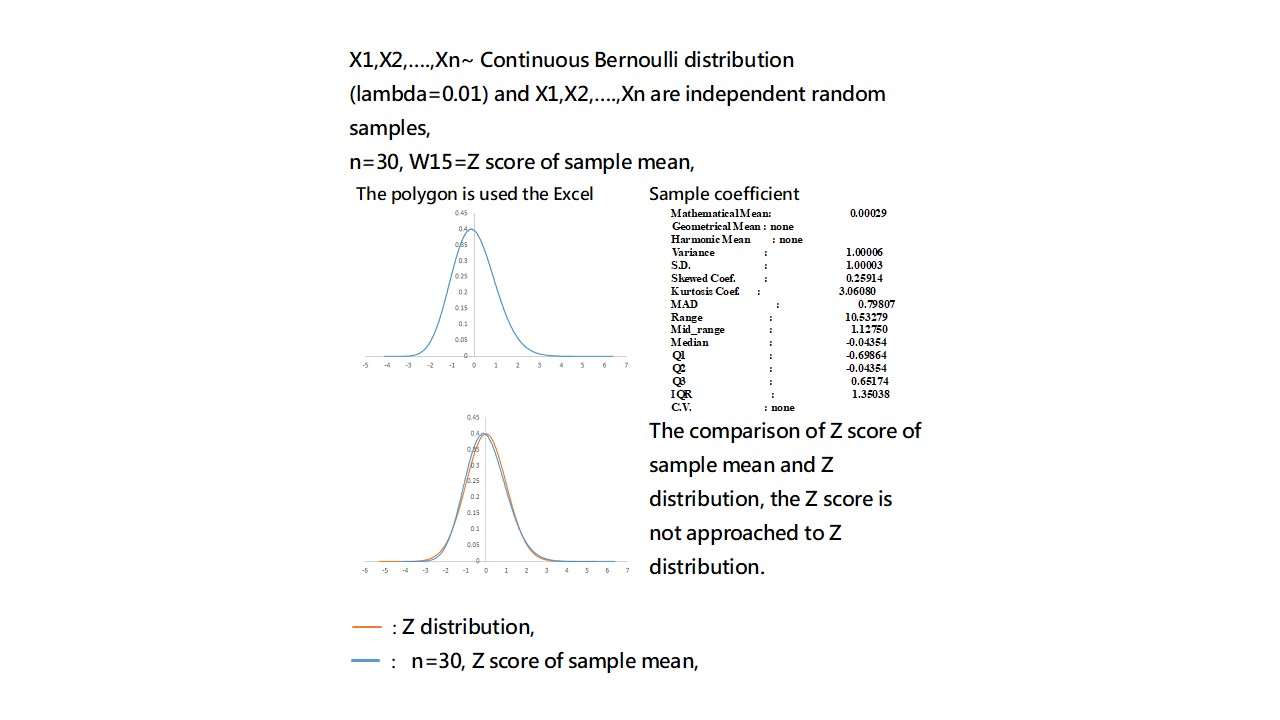 X1,X2,....,Xn~ Continuous Bernoulli distribution
(lambda=0.01) and X1,X2,....,Xn are independent random
samples,
n=30, W15=Z score of sample mean,
The polygon is used the Excel
Sample coefficient
0.45
0.4
0.35
0.3
0.25
0.2
0.15
0.1
0.05
0
-5 -4 -3 -2 -1 0 1 2 3 4 5 6 7
Mathematical Mean: 0.00029
Geometrical Mean : none
Harmonic Mean : none
Variance : 1.00006
S.D. : 1.00003
Skewed Coef. : 0.25914
Kurtosis Coef. : 3.06080
MAD : 0.79807
Range : 10.53279
Mid_range : 1.12750
Median : -0.04354
Q1 : -0.69864
Q2 : -0.04354
Q3 : 0.65174
IQR : 1.35038
C.V. : none
0.45
0.4
0.35
0.3
0.25
0.2
0.15
0.1
0.05
0
-6 -5 -4 -3 -2 -1 0 1 2 3 4 5 6 7
The comparison of Z score of
sample mean and Z
distribution, the Z score is
not approached to Z
distribution.
: Z distribution,
: n=30, Z score of sample mean,